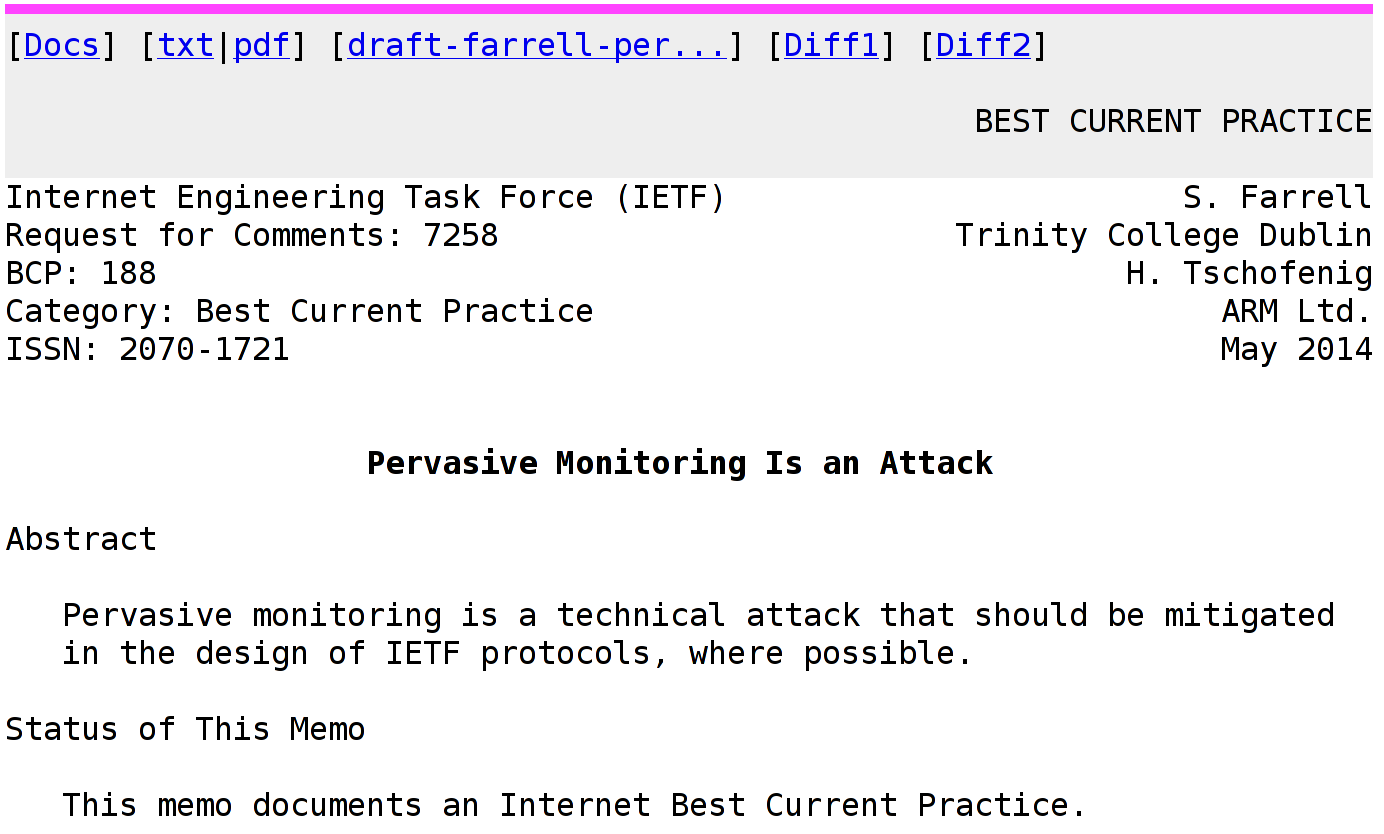 [Docs] [txt|pdf] [draft-farrell-per...] [Diff1] [Diff2]
BEST CURRENT PRACTICE
Internet Engineering Task Force (IETF) S. Farrell
Request for Comments: 7258 Trinity College Dublin
BCP: 188 H. Tschofenig
Category: Best Current Practice ARM Ltd.
ISSN: 2070-1721 May 2014
Pervasive Monitoring Is an Attack
Abstract
Pervasive monitoring is a technical attack that should be mitigated
in the design of IETF protocols, where possible.
Status of This Memo
This memo documents an Internet Best Current Practice.